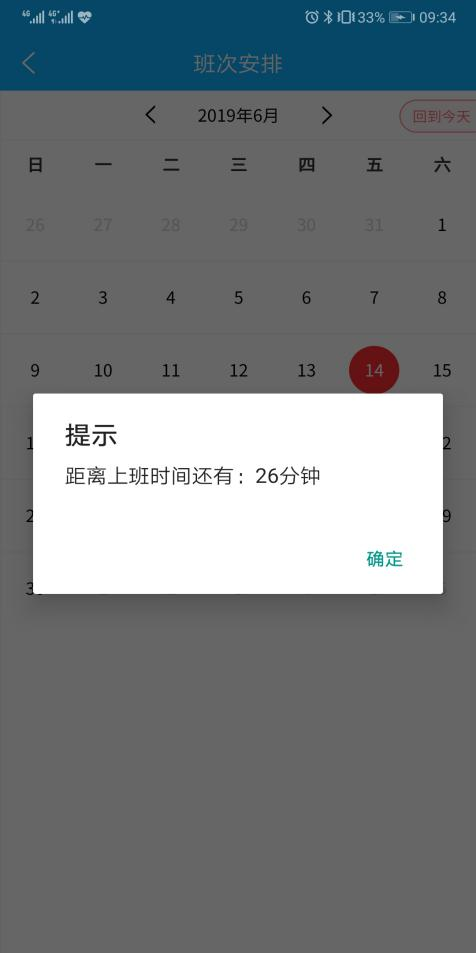 4G 4G+ 33% 09:34
班次安排
2019年6月 回到今天
日 一 二 三 四 五 六
26 27 28 29 30 31 1
2 3 4 5 6 7 8
9 10 11 12 13 14 15
提示
距离上班时间还有：26分钟
确定